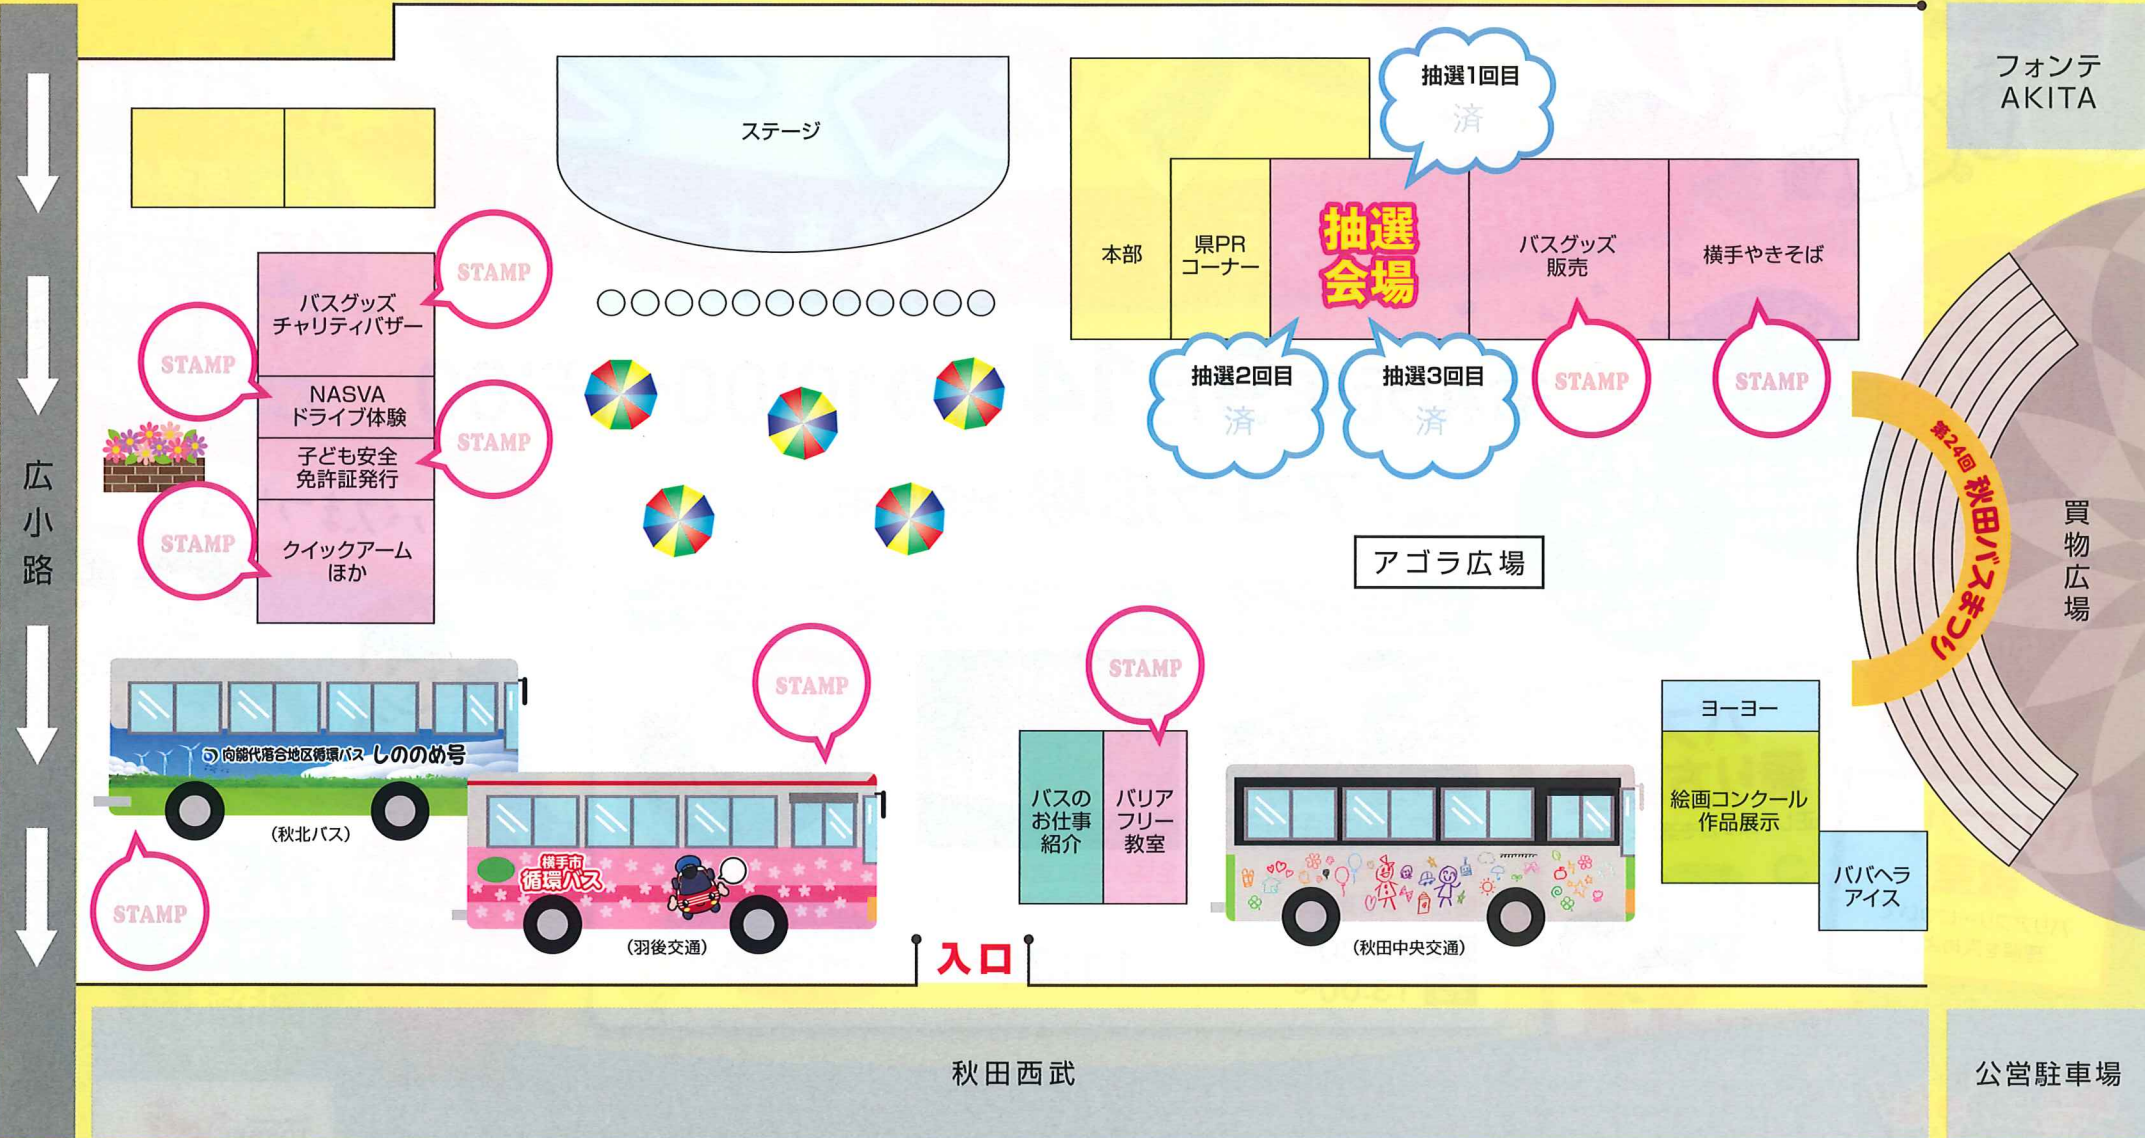 フォンテ
AKITA
抽選1回目
済
ステージ
本部
県PR
コーナー
抽選
会場
バスグッズ
販売
横手やきそば
STAMP
バスグッズ
チャリティバザー
STAMP
NASVA
ドライブ体験
STAMP
子ども安全
免許証発行
STAMP
クイックアーム
ほか
抽選2回目
済
抽選3回目
済
STAMP
STAMP
広小路
アゴラ広場
第24回 秋田バスまつり
買物広場
向能代落合地区循環バス しののめ号
(秋北バス)
STAMP
STAMP
横手市
循環バス
(羽後交通)
STAMP
バスの
お仕事
紹介
バリア
フリー
教室
(秋田中央交通)
ヨーヨー
絵画コンクール
作品展示
ババヘラ
アイス
入口
秋田西武
公営駐車場